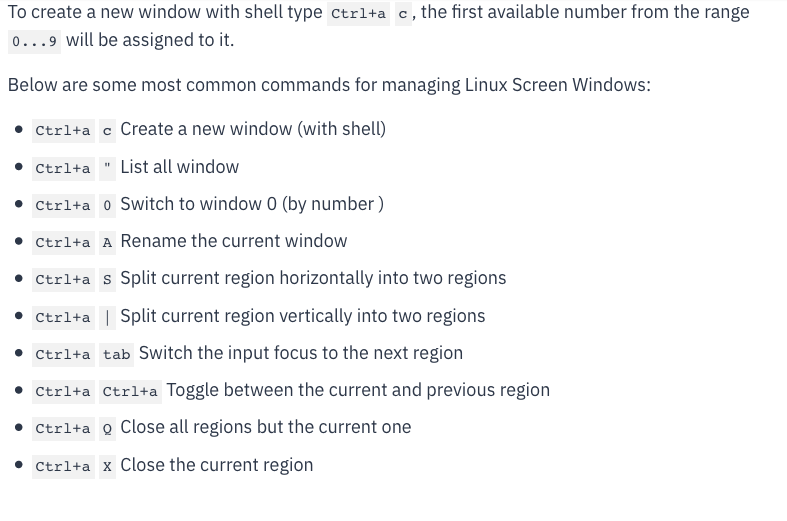 To create a new window with shell type Ctrl+a c, the first available number from the range
0...9 will be assigned to it.
Below are some most common commands for managing Linux Screen Windows:
• Ctrl+a c Create a new window (with shell)
• Ctrl+a " List all window
• Ctrl+a 0 Switch to window 0 (by number )
• Ctrl+a A Rename the current window
• Ctrl+a S Split current region horizontally into two regions
• Ctrl+a | Split current region vertically into two regions
• Ctrl+a tab Switch the input focus to the next region
• Ctrl+a Ctrl+a Toggle between the current and previous region
• Ctrl+a Q Close all regions but the current one
• Ctrl+a X Close the current region